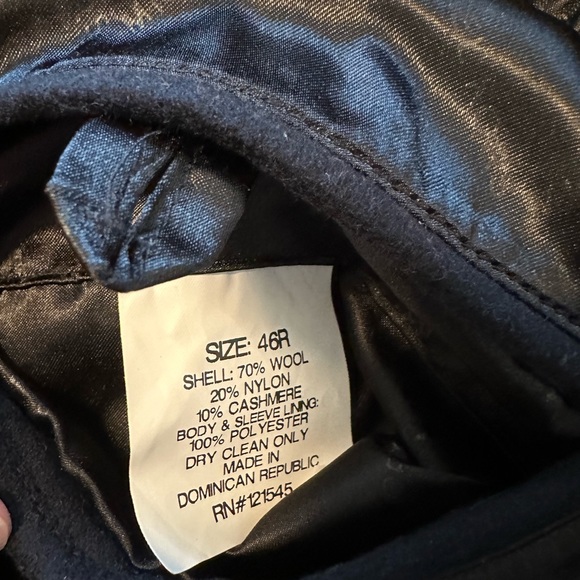 SIZE: 46R
SHELL: 70% WOOL
20% NYLON
10% CASHMERE
BODY & SLEEVE LINING:
100% POLYESTER
DRY CLEAN ONLY
MADE IN
DOMINICAN REPUBLIC
RN#121545